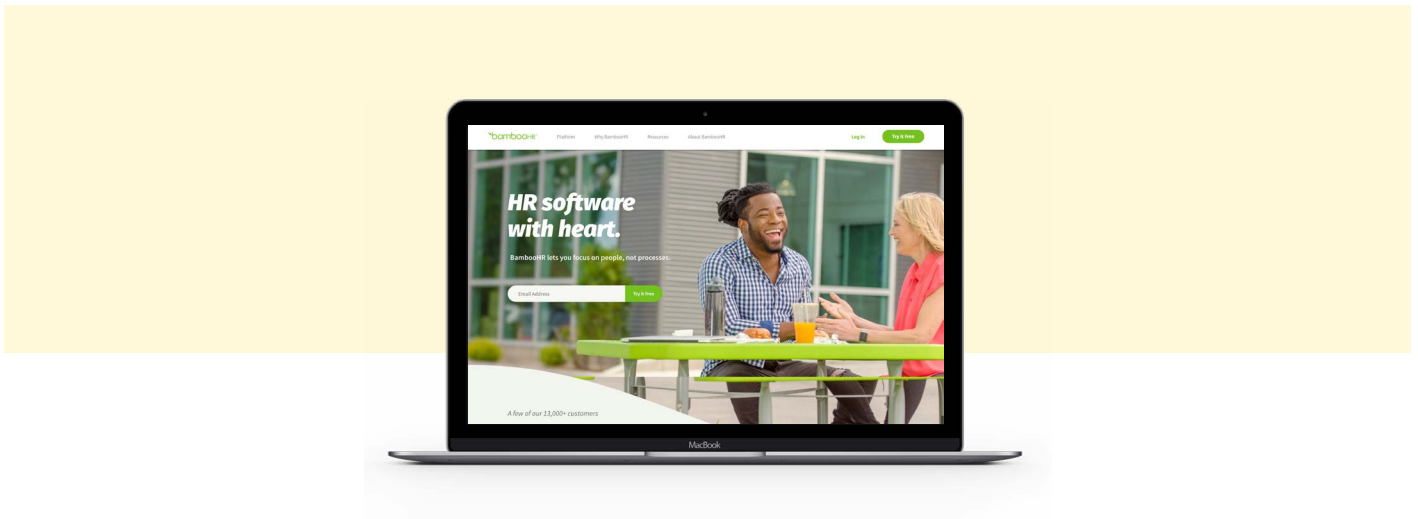 bambooHR
Platform
Why BambooHR
Resources
About BambooHR
Log In
Try it free
HR software
with heart.
BambooHR lets you focus on people, not processes.
Email Address
Try it free
A few of our 13,000+ customers
MacBook